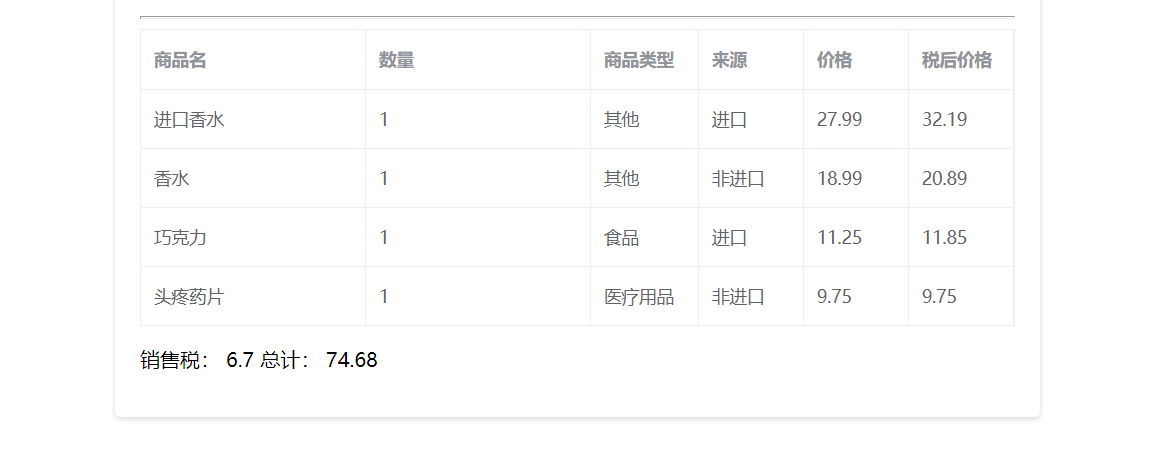 商品名 数量 商品类型 来源 价格 税后价格
进口香水 1 其他 进口 27.99 32.19
香水 1 其他 非进口 18.99 20.89
巧克力 1 食品 进口 11.25 11.85
头疼药片 1 医疗用品 非进口 9.75 9.75
销售税： 6.7 总计： 74.68